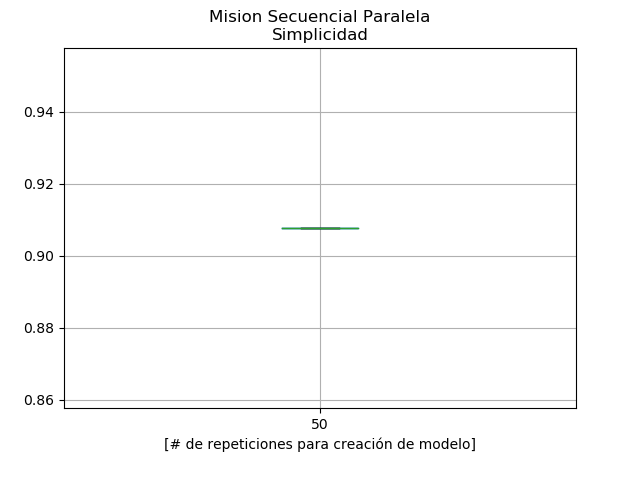 Mision Secuencial Paralela
Simplicidad
0.94
0.92
0.90
0.88
0.86
50
[# de repeticiones para creación de modelo]